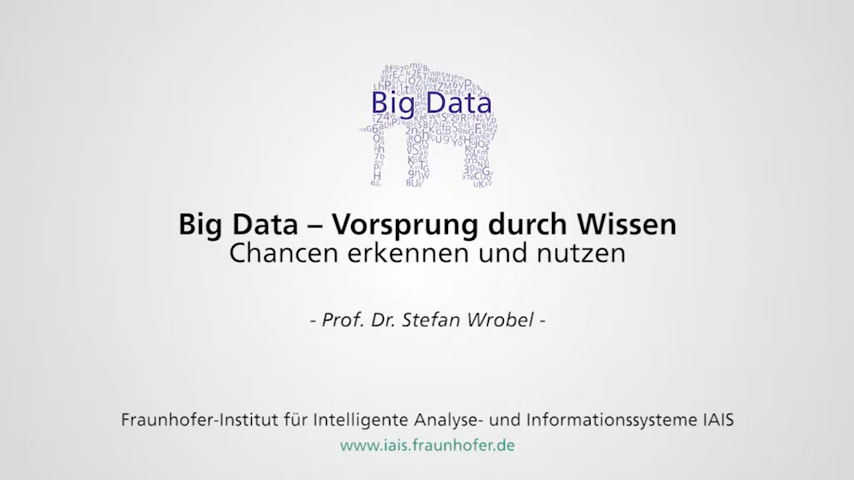 Big Data
Big Data – Vorsprung durch Wissen
Chancen erkennen und nutzen
- Prof. Dr. Stefan Wrobel -
Fraunhofer-Institut für Intelligente Analyse- und Informationssysteme IAIS
www.iais.fraunhofer.de